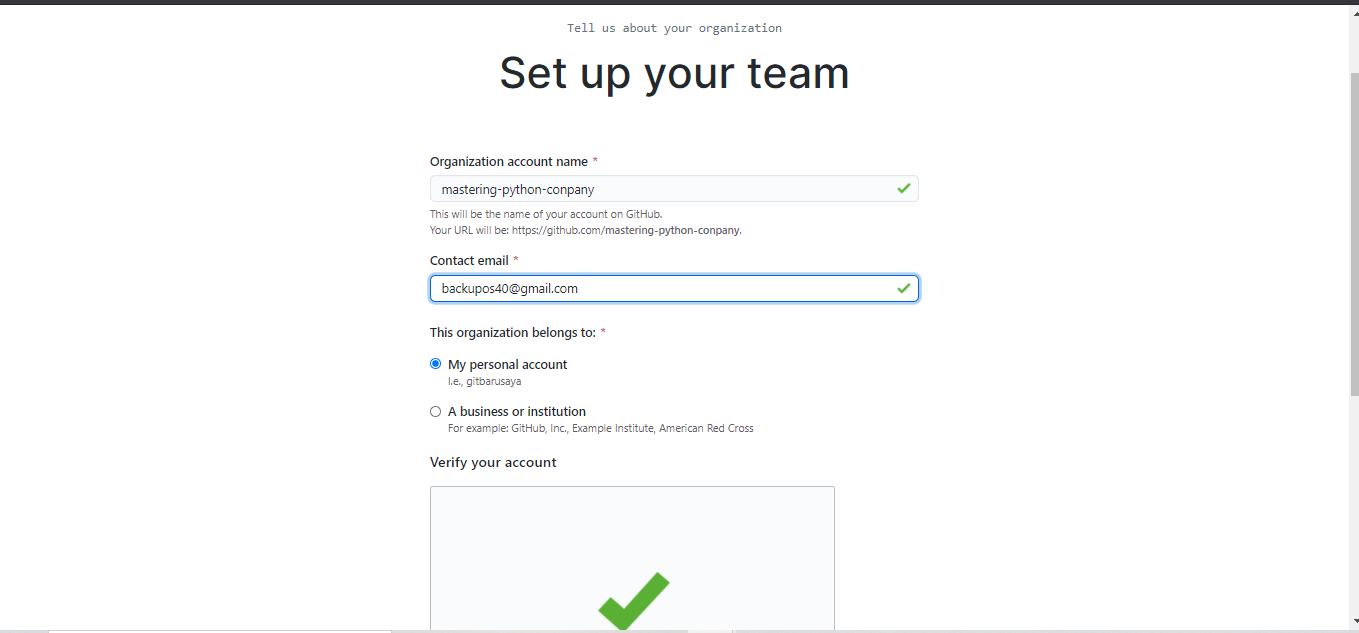 Tell us about your organization
Set up your team
Organization account name *
mastering-python-conpany
This will be the name of your account on GitHub.
Your URL will be: https://github.com/mastering-python-conpany.
Contact email *
backupos40@gmail.com
This organization belongs to: *
My personal account
I.e., gitbarusaya
A business or institution
For example: GitHub, Inc., Example Institute, American Red Cross
Verify your account